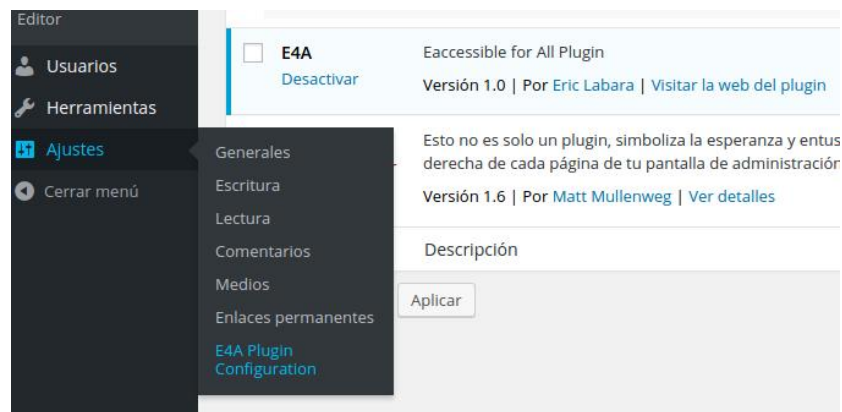 Editor
Usuarios
Herramientas
Ajustes
Cerrar menú
Generales
Escritura
Lectura
Comentarios
Medios
Enlaces permanentes
E4A Plugin
Configuration
E4A
Desactivar
Eaccessible for All Plugin
Versión 1.0 | Por Eric Labara | Visitar la web del plugin
Esto no es solo un plugin, simboliza la esperanza y entus
derecha de cada página de tu pantalla de administración
Versión 1.6 | Por Matt Mullenweg | Ver detalles
Descripción
Aplicar